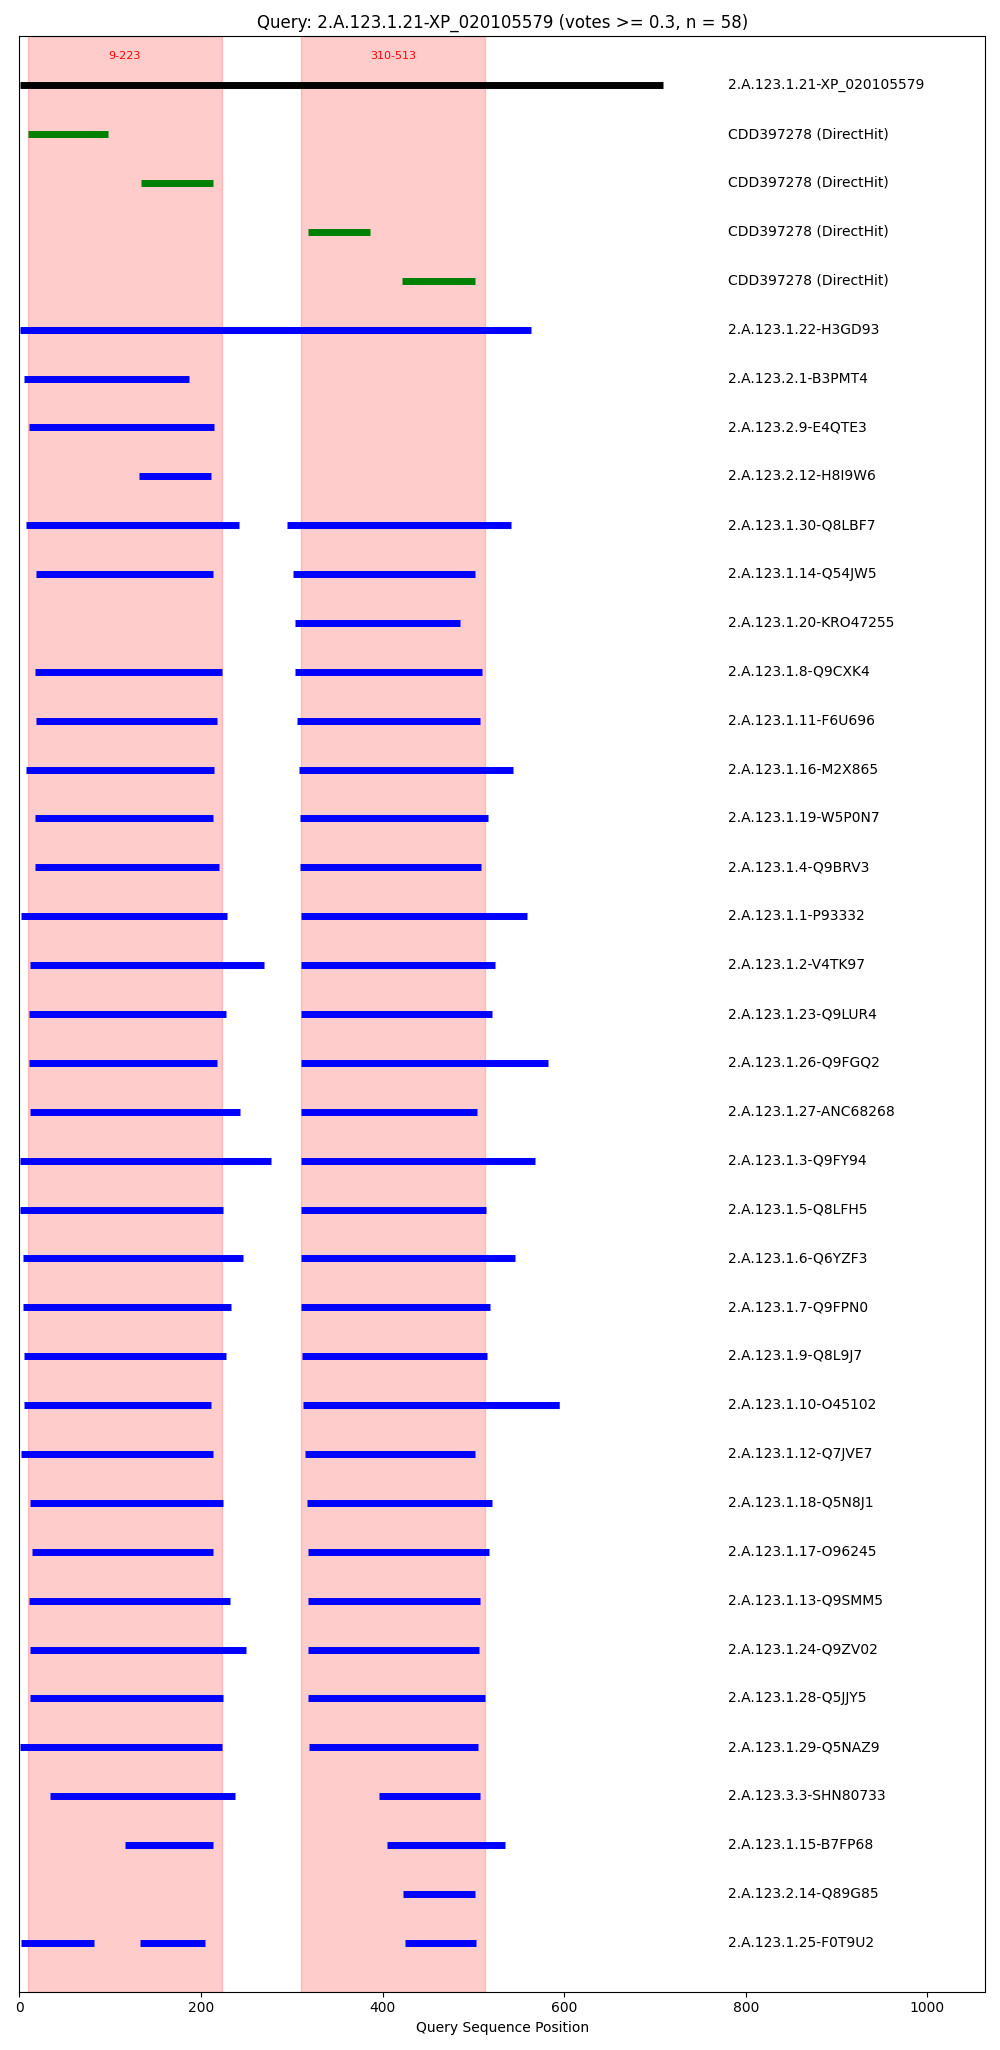 Query: 2.A.123.1.21-XP_020105579 (votes >= 0.3, n = 58)
9-223 310-513
2.A.123.1.21-XP_020105579
CDD397278 (DirectHit)
CDD397278 (DirectHit)
CDD397278 (DirectHit)
CDD397278 (DirectHit)
2.A.123.1.22-H3GD93
2.A.123.2.1-B3PMT4
2.A.123.2.9-E4QTE3
2.A.123.2.12-H8I9W6
2.A.123.1.30-Q8LBF7
2.A.123.1.14-Q54JW5
2.A.123.1.20-KRO47255
2.A.123.1.8-Q9CXK4
2.A.123.1.11-F6U696
2.A.123.1.16-M2X865
2.A.123.1.19-W5P0N7
2.A.123.1.4-Q9BRV3
2.A.123.1.1-P93332
2.A.123.1.2-V4TK97
2.A.123.1.23-Q9LUR4
2.A.123.1.26-Q9FGQ2
2.A.123.1.27-ANC68268
2.A.123.1.3-Q9FY94
2.A.123.1.5-Q8LFH5
2.A.123.1.6-Q6YZF3
2.A.123.1.7-Q9FPN0
2.A.123.1.9-Q8L9J7
2.A.123.1.10-O45102
2.A.123.1.12-Q7JVE7
2.A.123.1.18-Q5N8J1
2.A.123.1.17-O96245
2.A.123.1.13-Q9SMM5
2.A.123.1.24-Q9ZV02
2.A.123.1.28-Q5JJY5
2.A.123.1.29-Q5NAZ9
2.A.123.3.3-SHN80733
2.A.123.1.15-B7FP68
2.A.123.2.14-Q89G85
2.A.123.1.25-F0T9U2
0 200 400 600 800 1000
Query Sequence Position